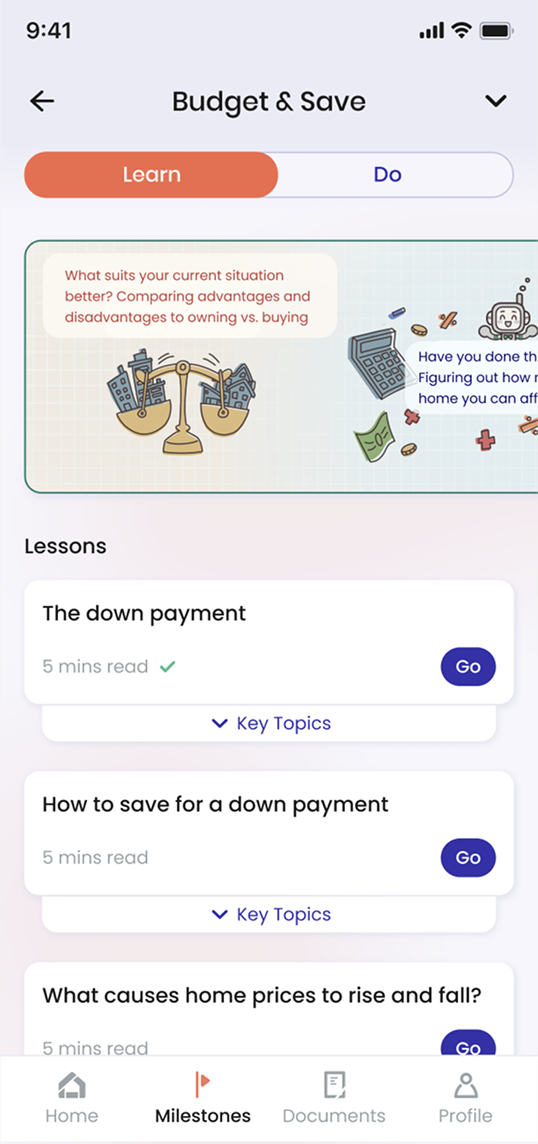 9:41
Budget & Save
Learn
Do
What suits your current situation
better? Comparing advantages and
disadvantages to owning vs. buying
Have you done th
Figuring out how
home you can aff
Lessons
The down payment
5 mins read
Go
Key Topics
How to save for a down payment
5 mins read
Go
Key Topics
What causes home prices to rise and fall?
5 mins read
Go
Home
Milestones
Documents
Profile